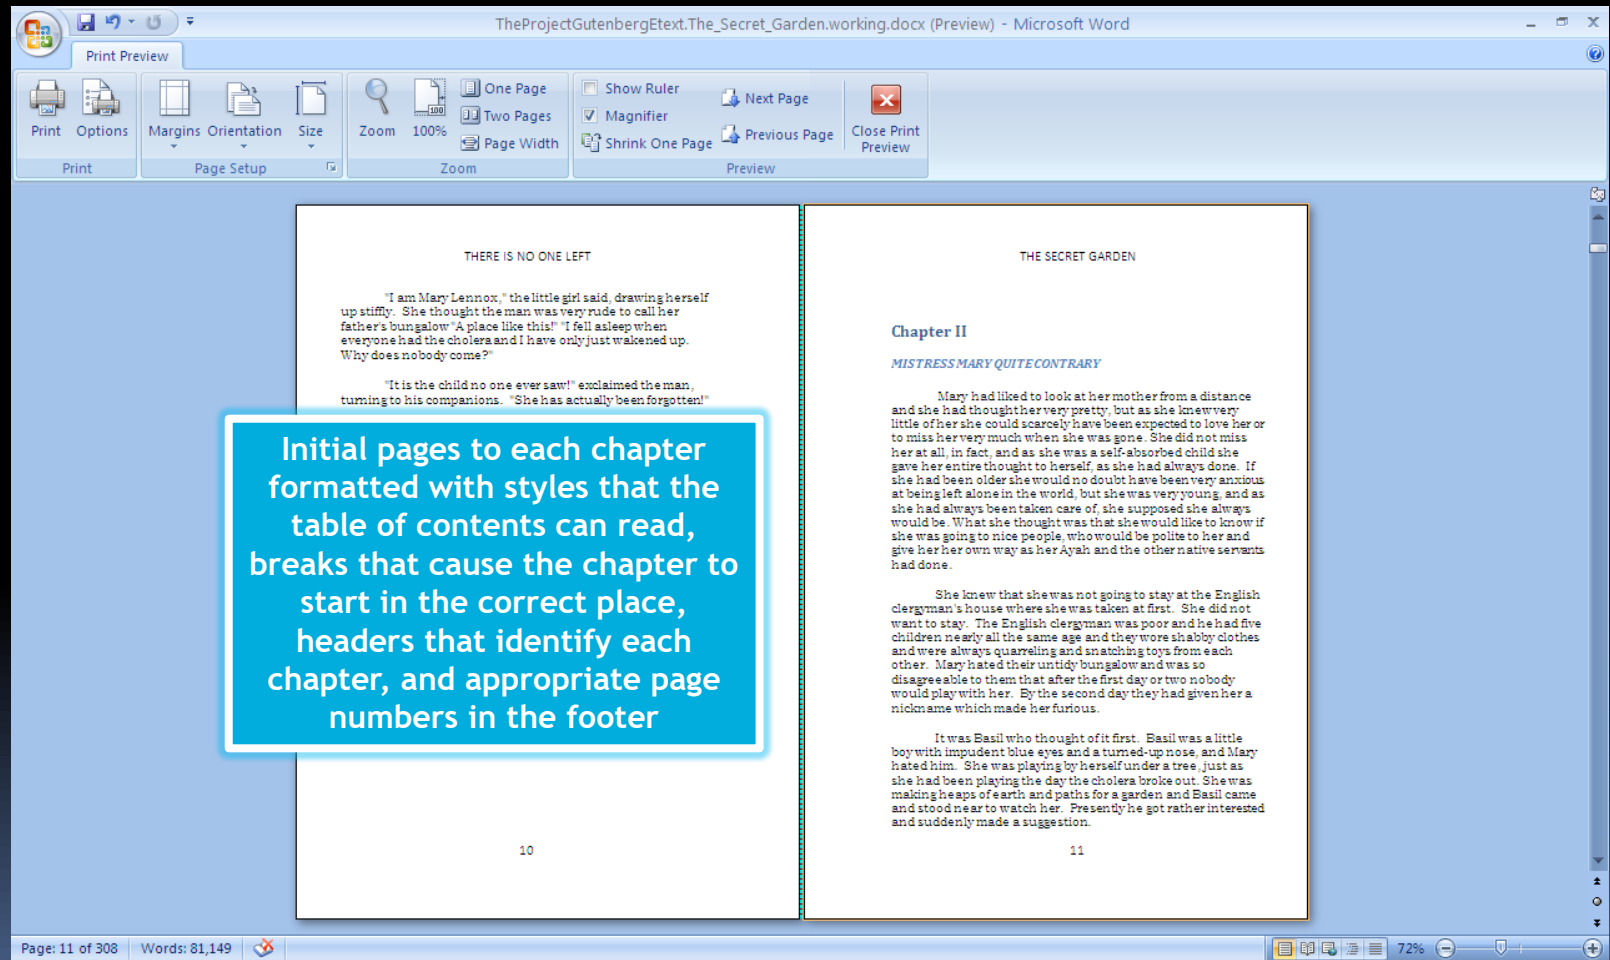 TheProjectGutenbergEtext.The_Secret_Garden.working.docx (Preview) - Microsoft Word
Print Preview
Print
Options
Margins
Orientation
Size
Zoom
100%
One Page
Two Pages
Page Width
Show Ruler
Magnifier
Shrink One Page
Next Page
Previous Page
Close Print
Preview
Print
Page Setup
Zoom
Preview
THERE IS NO ONE LEFT
"I am Mary Lennox," the little girl said, drawing herself
up stiffly. She thought the man was very rude to call her
father's bungalow "A place like this!" "I fell asleep when
everyone had the cholera and I have only just wakened up.
Why does nobody come?"
"It is the child no one ever saw!" exclaimed the man,
turning to his companions. "She has actually been forgotten!"
Initial pages to each chapter
formatted with styles that the
table of contents can read,
breaks that cause the chapter to
start in the correct place,
headers that identify each
chapter, and appropriate page
numbers in the footer
10
THE SECRET GARDEN
Chapter II
MISTRESS MARY QUITE CONTRARY
Mary had liked to look at her mother from a distance
and she had thought her very pretty, but as she knew very
little of her she could scarcely have been expected to love her or
to miss her very much when she was gone. She did not miss
her at all, in fact, and as she was a self-absorbed child she
gave her entire thought to herself, as she had always done. If
she had been older she would no doubt have been very anxious
at being left alone in the world, but she was very young, and as
she had always been taken care of, she supposed she always
would be. What she thought was that she would like to know if
she was going to nice people, who would be polite to her and
give her her own way as her Ayah and the other native servants
had done.
She knew that she was not going to stay at the English
clergyman's house where she was taken at first. She did not
want to stay. The English clergyman was poor and he had five
children nearly all the same age and they wore shabby clothes
and were always quarreling and snatching toys from each
other. Mary hated their untidy bungalow and was so
disagreeable to them that after the first day or two nobody
would play with her. By the second day they had given her a
nickname which made her furious.
It was Basil who thought of it first. Basil was a little
boy with impudent blue eyes and a turned-up nose, and Mary
hated him. She was playing by herself under a tree, just as
she had been playing the day the cholera broke out. She was
making heaps of earth and paths for a garden and Basil came
and stood near to watch her. Presently he got rather interested
and suddenly made a suggestion.
11
Page: 11 of 308
Words: 81,149
72%